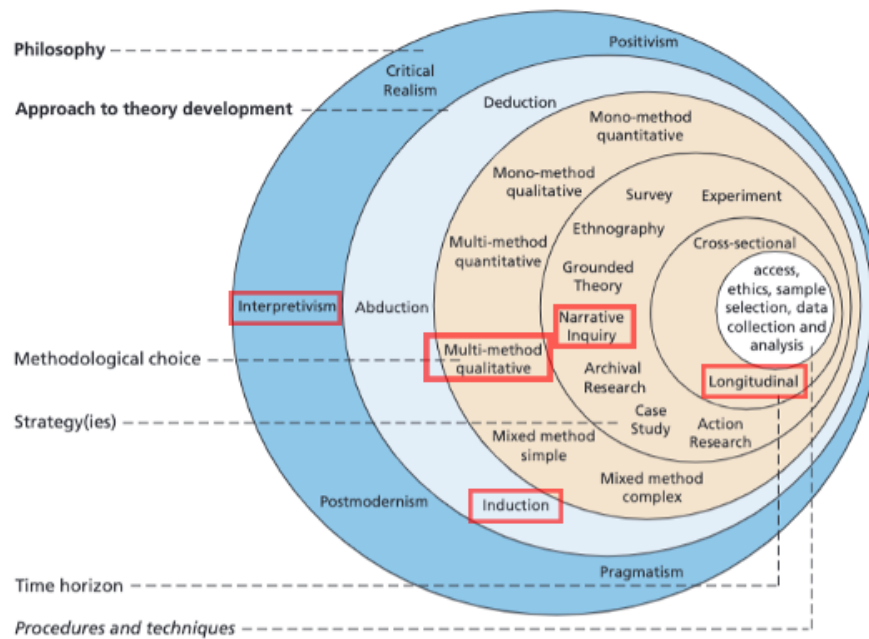 Philosophy
Positivism
Critical
Realism
Approach to theory development
Deduction
Mono-method
quantitative
Mono-method
qualitative
Survey
Experiment
Ethnography
Multi-method
quantitative
Cross-sectional
Grounded
Theory
access,
ethics, sample
selection, data
collection and
analysis
Interpretivism
Abduction
Narrative
Inquiry
Methodological choice
Multi-method
qualitative
Archival
Research
Longitudinal
Strategy(ies)
Case
Study
Action
Research
Mixed method
simple
Mixed method
complex
Postmodernism
Induction
Pragmatism
Time horizon
Procedures and techniques